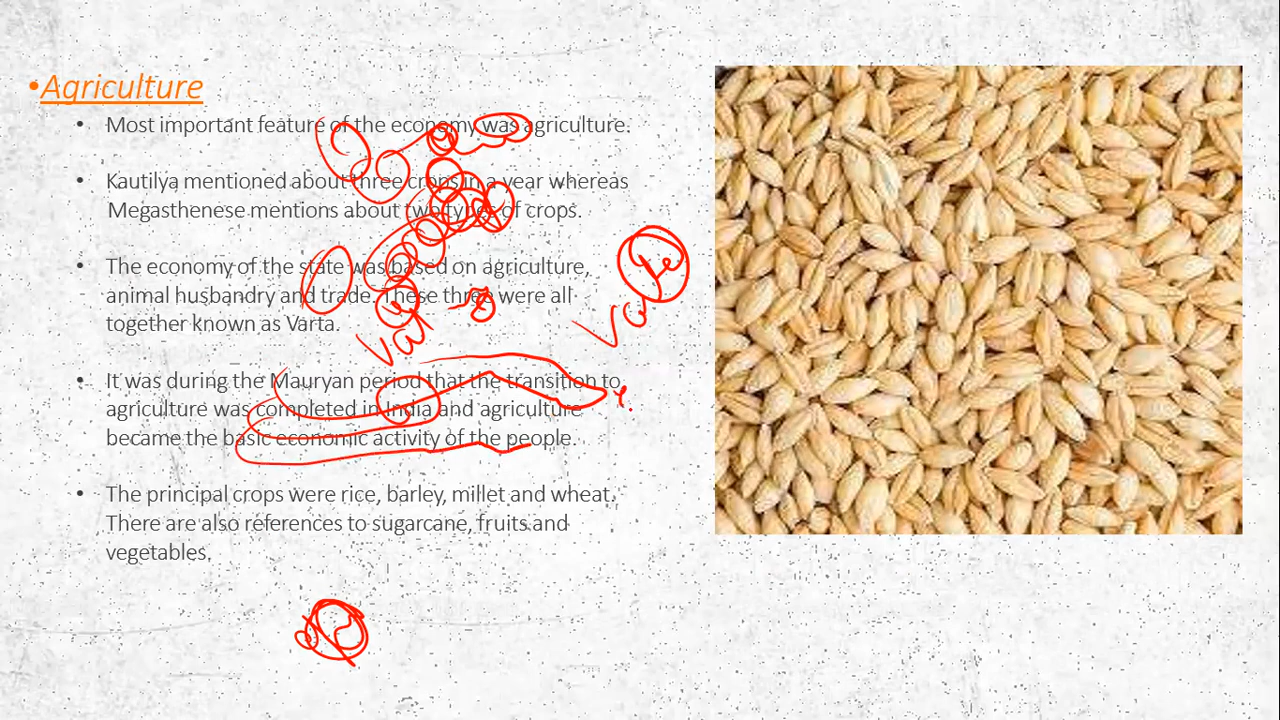 •Agriculture
• Most important feature of the economy was agriculture.
• Kautilya mentioned about three crops in a year whereas
Megasthenese mentions about two types of crops.
• The economy of the state was based on agriculture,
animal husbandry and trade. These three were all
together known as Varta.
• It was during the Mauryan period that the transition to
agriculture was completed in India and agriculture
became the basic economic activity of the people.
• The principal crops were rice, barley, millet and wheat.
There are also references to sugarcane, fruits and
vegetables.